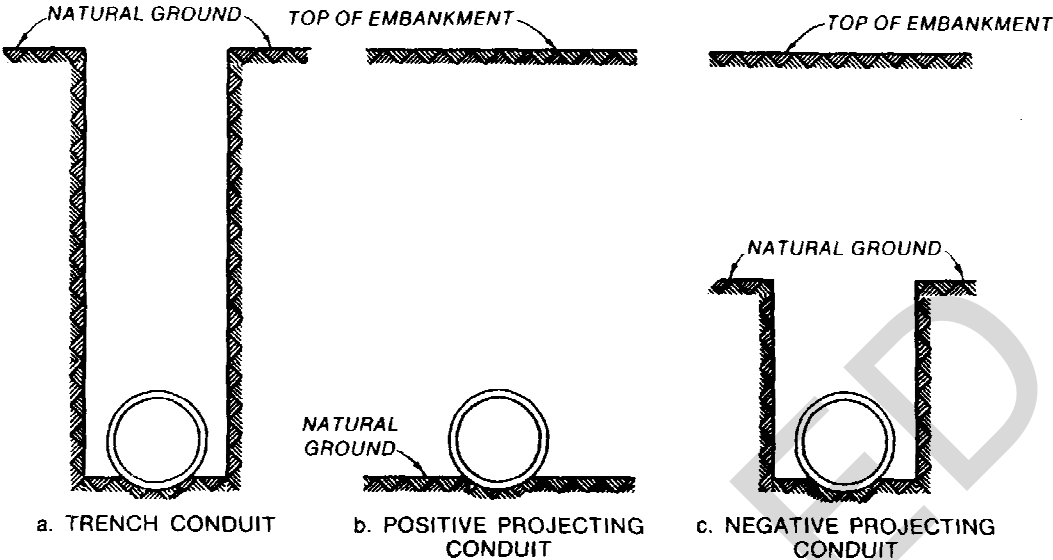 NATURAL GROUND
TOP OF EMBANKMENT
TOP OF EMBANKMENT
NATURAL GROUND
NATURAL
GROUND
a. TRENCH CONDUIT
b. POSITIVE PROJECTING
CONDUIT
c. NEGATIVE PROJECTING
CONDUIT
ED